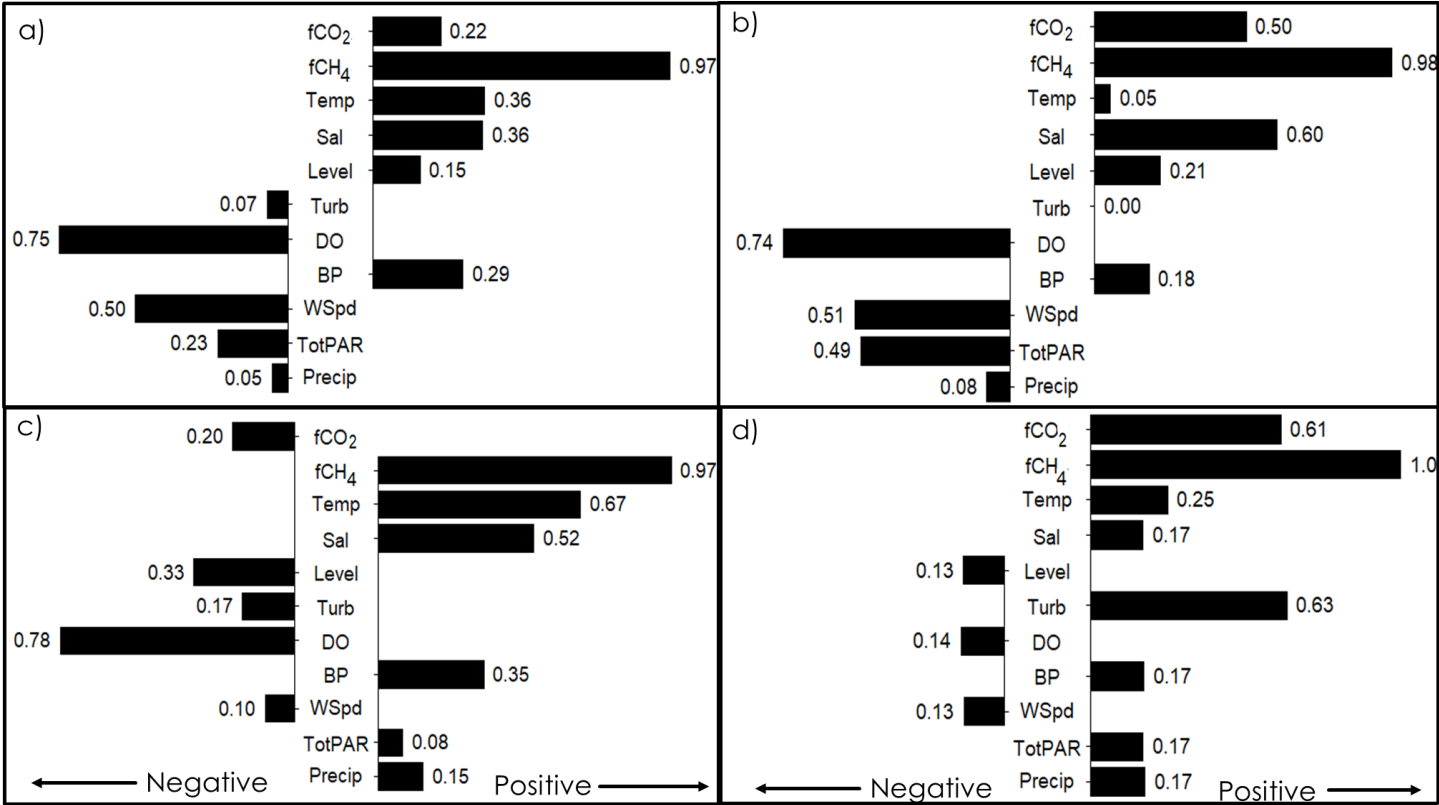 a)
fCO2 0.22
fCH4 0.97
Temp 0.36
Sal 0.36
Level 0.15
0.07 Turb
0.75 DO
BP 0.29
0.50 WSpd
0.23 TotPAR
0.05 Precip
b)
fCO2 0.50
fCH4 0.98
Temp 0.05
Sal 0.60
Level 0.21
Turb 0.00
0.74 DO
BP 0.18
0.51 WSpd
0.49 TotPAR
0.08 Precip
c)
0.20 fCO2
fCH4 0.97
Temp 0.67
Sal 0.52
0.33 Level
0.17 Turb
0.78 DO
BP 0.35
0.10 WSpd
TotPAR 0.08
Precip 0.15
Negative Positive
d)
fCO2 0.61
fCH4 1.0
Temp 0.25
Sal 0.17
0.13 Level
Turb 0.63
0.14 DO
BP 0.17
0.13 WSpd
TotPAR 0.17
Precip 0.17
Negative Positive